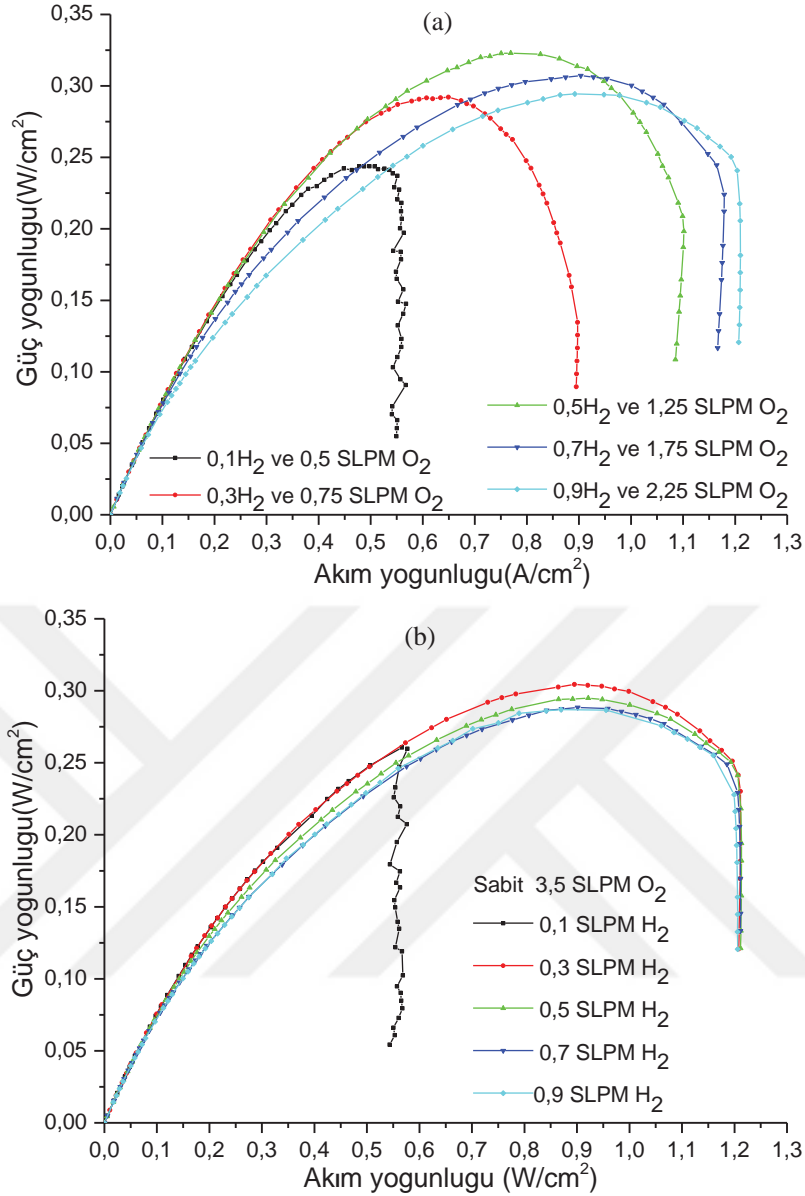 (a)
0,35
0,30
0,25
0,20
0,15
0,10
0,05
0,00
Güç yogunlugu(W/cm²)
0,1H₂ ve 0,5 SLPM O₂
0,3H₂ ve 0,75 SLPM O₂
0,5H₂ ve 1,25 SLPM O₂
0,7H₂ ve 1,75 SLPM O₂
0,9H₂ ve 2,25 SLPM O₂
0,0 0,1 0,2 0,3 0,4 0,5 0,6 0,7 0,8 0,9 1,0 1,1 1,2 1,3
Akım yogunlugu(A/cm²)
(b)
0,35
0,30
0,25
0,20
0,15
0,10
0,05
0,00
Güç yogunlugu(W/cm²)
Sabit 3,5 SLPM O₂
0,1 SLPM H₂
0,3 SLPM H₂
0,5 SLPM H₂
0,7 SLPM H₂
0,9 SLPM H₂
0,0 0,1 0,2 0,3 0,4 0,5 0,6 0,7 0,8 0,9 1,0 1,1 1,2 1,3
Akım yogunlugu (W/cm²)